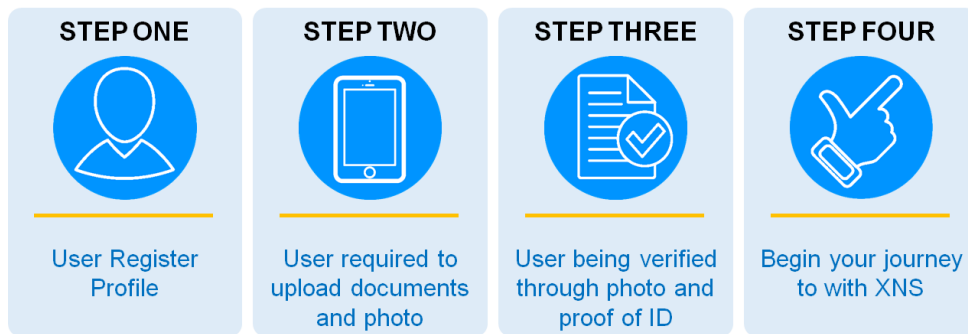 STEP ONE
User Register
Profile
STEP TWO
User required to
upload documents
and photo
STEP THREE
User being verified
through photo and
proof of ID
STEP FOUR
Begin your journey
to with XNS